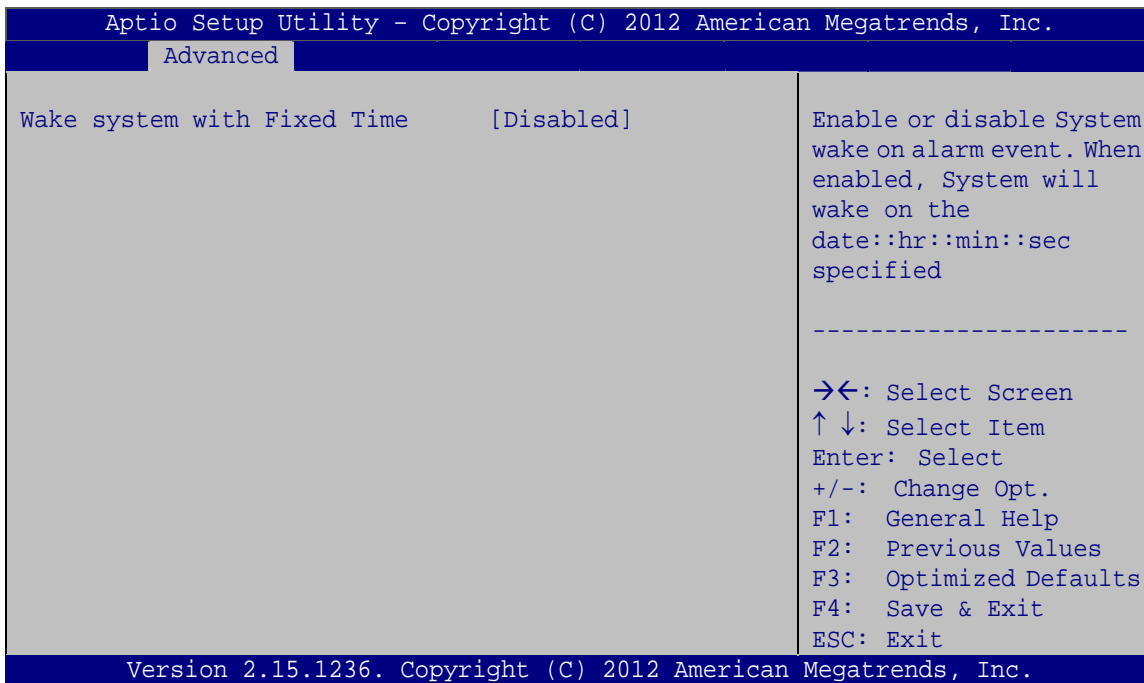 Aptio Setup Utility – Copyright (C) 2012 American Megatrends, Inc.
Advanced
Wake system with Fixed Time [Disabled]
Enable or disable System
wake on alarm event. When
enabled, System will
wake on the
date::hr::min::sec
specified
----------------------
→←: Select Screen
↑ ↓: Select Item
Enter: Select
+/-: Change Opt.
F1: General Help
F2: Previous Values
F3: Optimized Defaults
F4: Save & Exit
ESC: Exit
Version 2.15.1236. Copyright (C) 2012 American Megatrends, Inc.